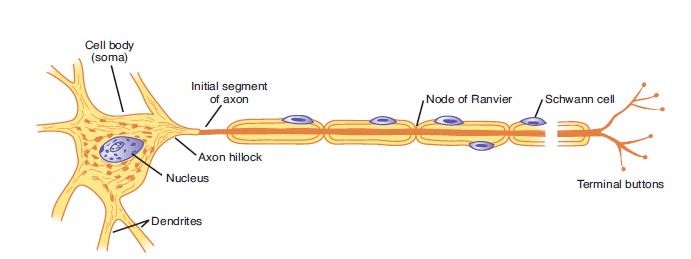 Cell body
(soma)
Initial segment
of axon
Node of Ranvier
Schwann cell
Axon hillock
Nucleus
Terminal buttons
Dendrites